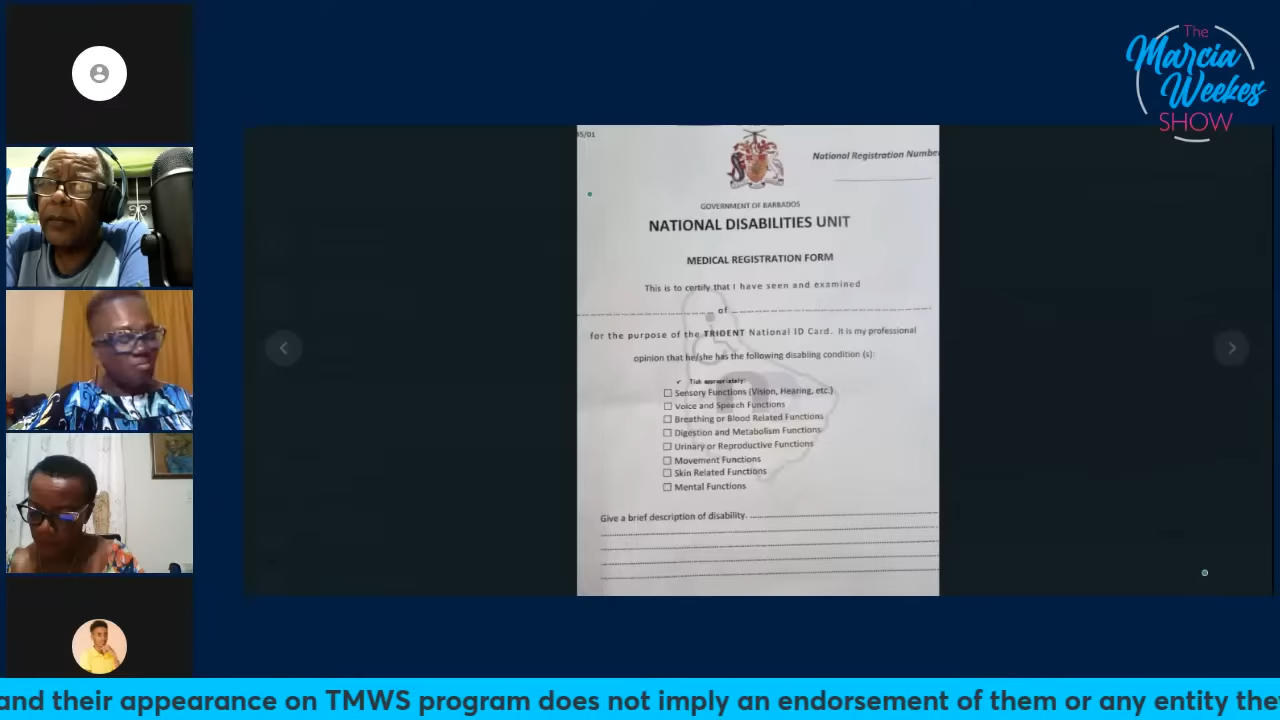 The
Marcia
Weekes
SHOW
National Registration Number
GOVERNMENT OF BARBADOS
NATIONAL DISABILITIES UNIT
MEDICAL REGISTRATION FORM
This is to certify that I have seen and examined
of
for the purpose of the TRIDENT National ID Card. It is my professional
opinion that he/she has the following disabling condition (s):
✓ Tick appropriately:
☐ Sensory Functions (Vision, Hearing, etc.)
☐ Voice and Speech Functions
☐ Breathing or Blood Related Functions
☐ Digestion and Metabolism Functions
☐ Urinary or Reproductive Functions
☐ Movement Functions
☐ Skin Related Functions
☐ Mental Functions
Give a brief description of disability.
and their appearance on TMWS program does not imply an endorsement of them or any entity the